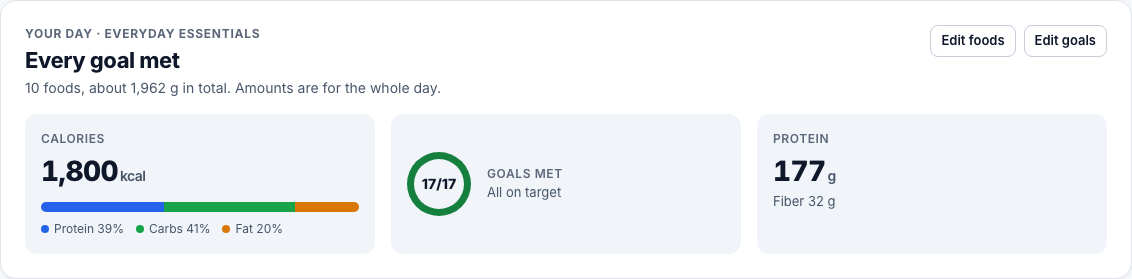 YOUR DAY · EVERYDAY ESSENTIALS
Every goal met
10 foods, about 1,962 g in total. Amounts are for the whole day.
Edit foods
Edit goals
CALORIES
1,800 kcal
Protein 39% Carbs 41% Fat 20%
17/17
GOALS MET
All on target
PROTEIN
177 g
Fiber 32 g